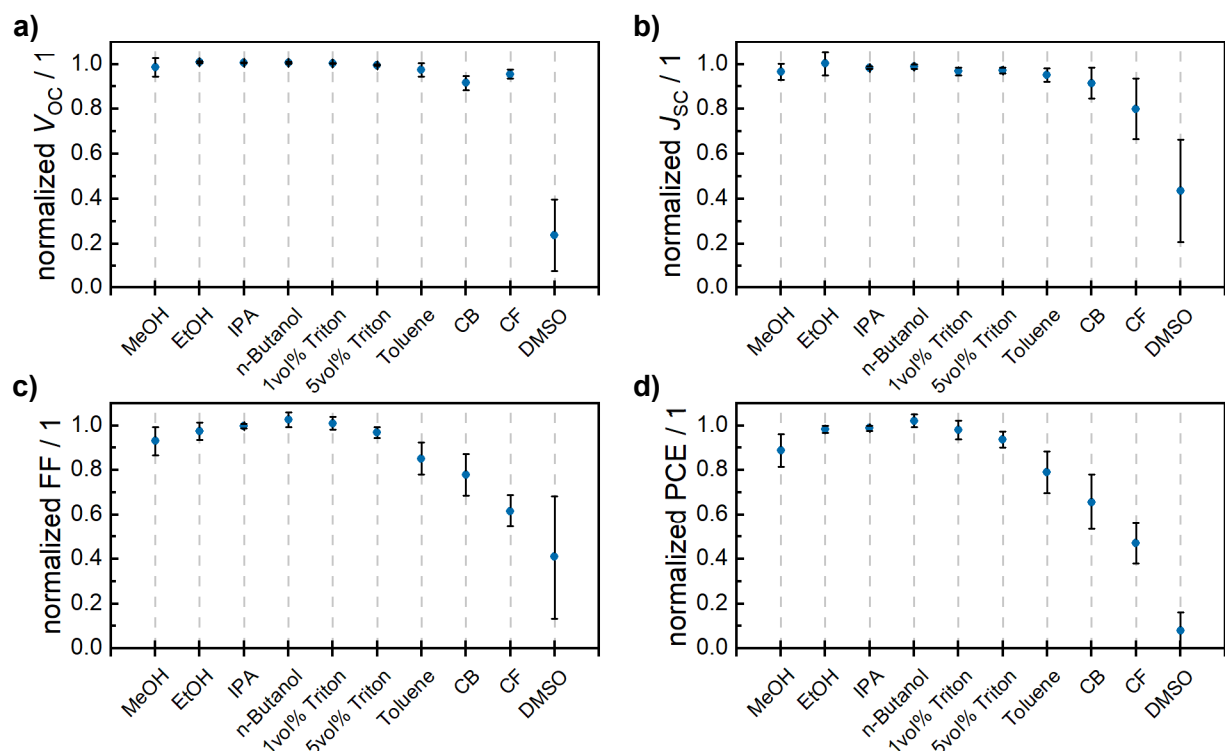 a)
normalized VOC / 1
1.0
0.8
0.6
0.4
0.2
0.0
MeOH
EtOH
IPA
n-Butanol
1vol% Triton
5vol% Triton
Toluene
CB
CF
DMSO
b)
normalized JSC / 1
1.0
0.8
0.6
0.4
0.2
0.0
MeOH
EtOH
IPA
n-Butanol
1vol% Triton
5vol% Triton
Toluene
CB
CF
DMSO
c)
normalized FF / 1
1.0
0.8
0.6
0.4
0.2
0.0
MeOH
EtOH
IPA
n-Butanol
1vol% Triton
5vol% Triton
Toluene
CB
CF
DMSO
d)
normalized PCE / 1
1.0
0.8
0.6
0.4
0.2
0.0
MeOH
EtOH
IPA
n-Butanol
1vol% Triton
5vol% Triton
Toluene
CB
CF
DMSO